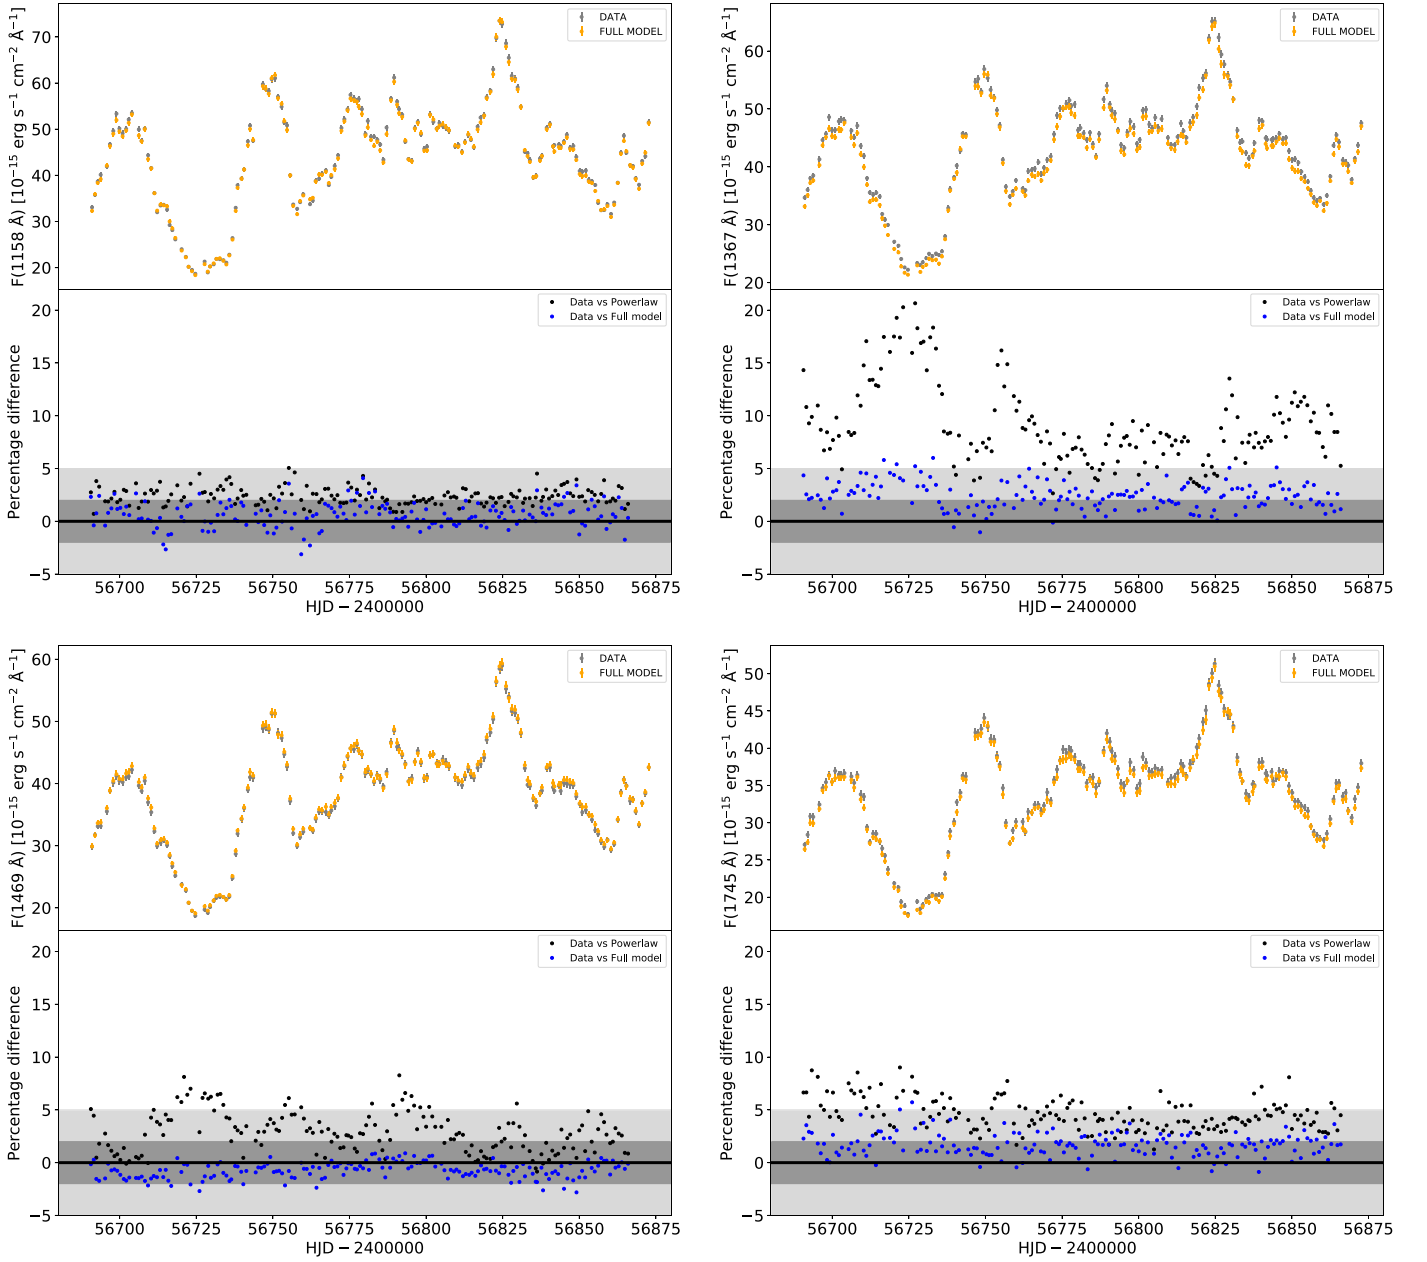 F(1158 Å) [10⁻¹⁵ erg s⁻¹ cm⁻² Å⁻¹]
70
60
50
40
30
20
DATA
FULL MODEL
Percentage difference
20
15
10
5
0
−5
Data vs Powerlaw
Data vs Full model
56700 56725 56750 56775 56800 56825 56850 56875
HJD − 2400000
F(1367 Å) [10⁻¹⁵ erg s⁻¹ cm⁻² Å⁻¹]
60
50
40
30
20
DATA
FULL MODEL
Percentage difference
20
15
10
5
0
−5
Data vs Powerlaw
Data vs Full model
56700 56725 56750 56775 56800 56825 56850 56875
HJD − 2400000
F(1469 Å) [10⁻¹⁵ erg s⁻¹ cm⁻² Å⁻¹]
60
50
40
30
20
DATA
FULL MODEL
Percentage difference
20
15
10
5
0
−5
Data vs Powerlaw
Data vs Full model
56700 56725 56750 56775 56800 56825 56850 56875
HJD − 2400000
F(1745 Å) [10⁻¹⁵ erg s⁻¹ cm⁻² Å⁻¹]
50
45
40
35
30
25
20
DATA
FULL MODEL
Percentage difference
20
15
10
5
0
−5
Data vs Powerlaw
Data vs Full model
56700 56725 56750 56775 56800 56825 56850 56875
HJD − 2400000